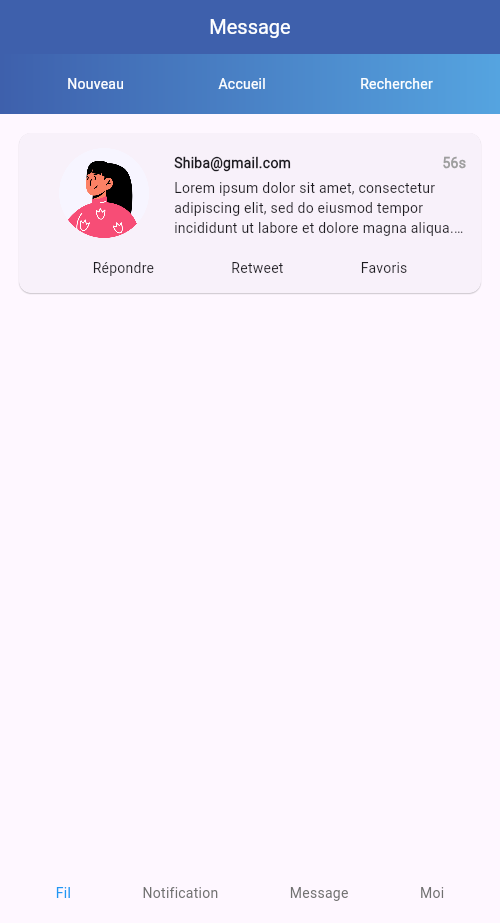 Message
Nouveau Accueil Rechercher
Shiba@gmail.com 56s
Lorem ipsum dolor sit amet, consectetur
adipiscing elit, sed do eiusmod tempor
incididunt ut labore et dolore magna aliqua....
Répondre Retweet Favoris
Fil Notification Message Moi